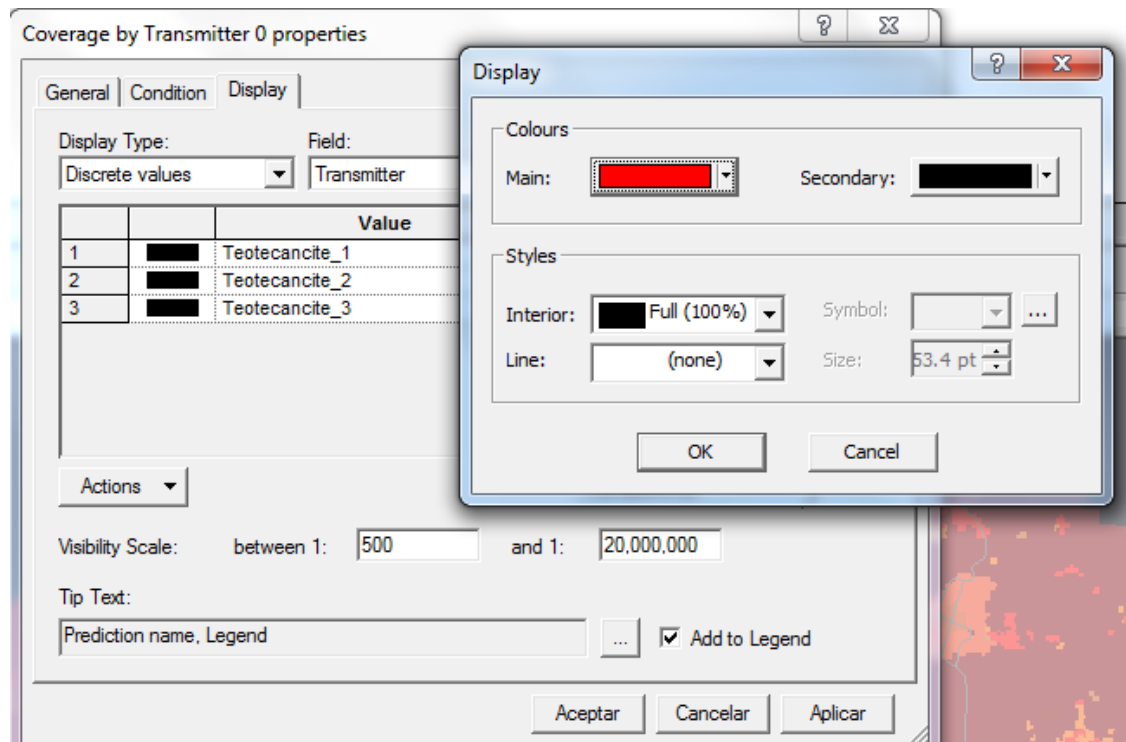 Coverage by Transmitter 0 properties
General Condition Display
Display Type: Field:
Discrete values Transmitter
Value
1 Teotecancite_1
2 Teotecancite_2
3 Teotecancite_3
Actions
Visibility Scale: between 1: 500 and 1: 20,000,000
Tip Text:
Prediction name, Legend ... Add to Legend
Aceptar Cancelar Aplicar
Display
Colours
Main: Secondary:
Styles
Interior: Full (100%) Symbol: ...
Line: (none) Size: 53.4 pt
OK Cancel